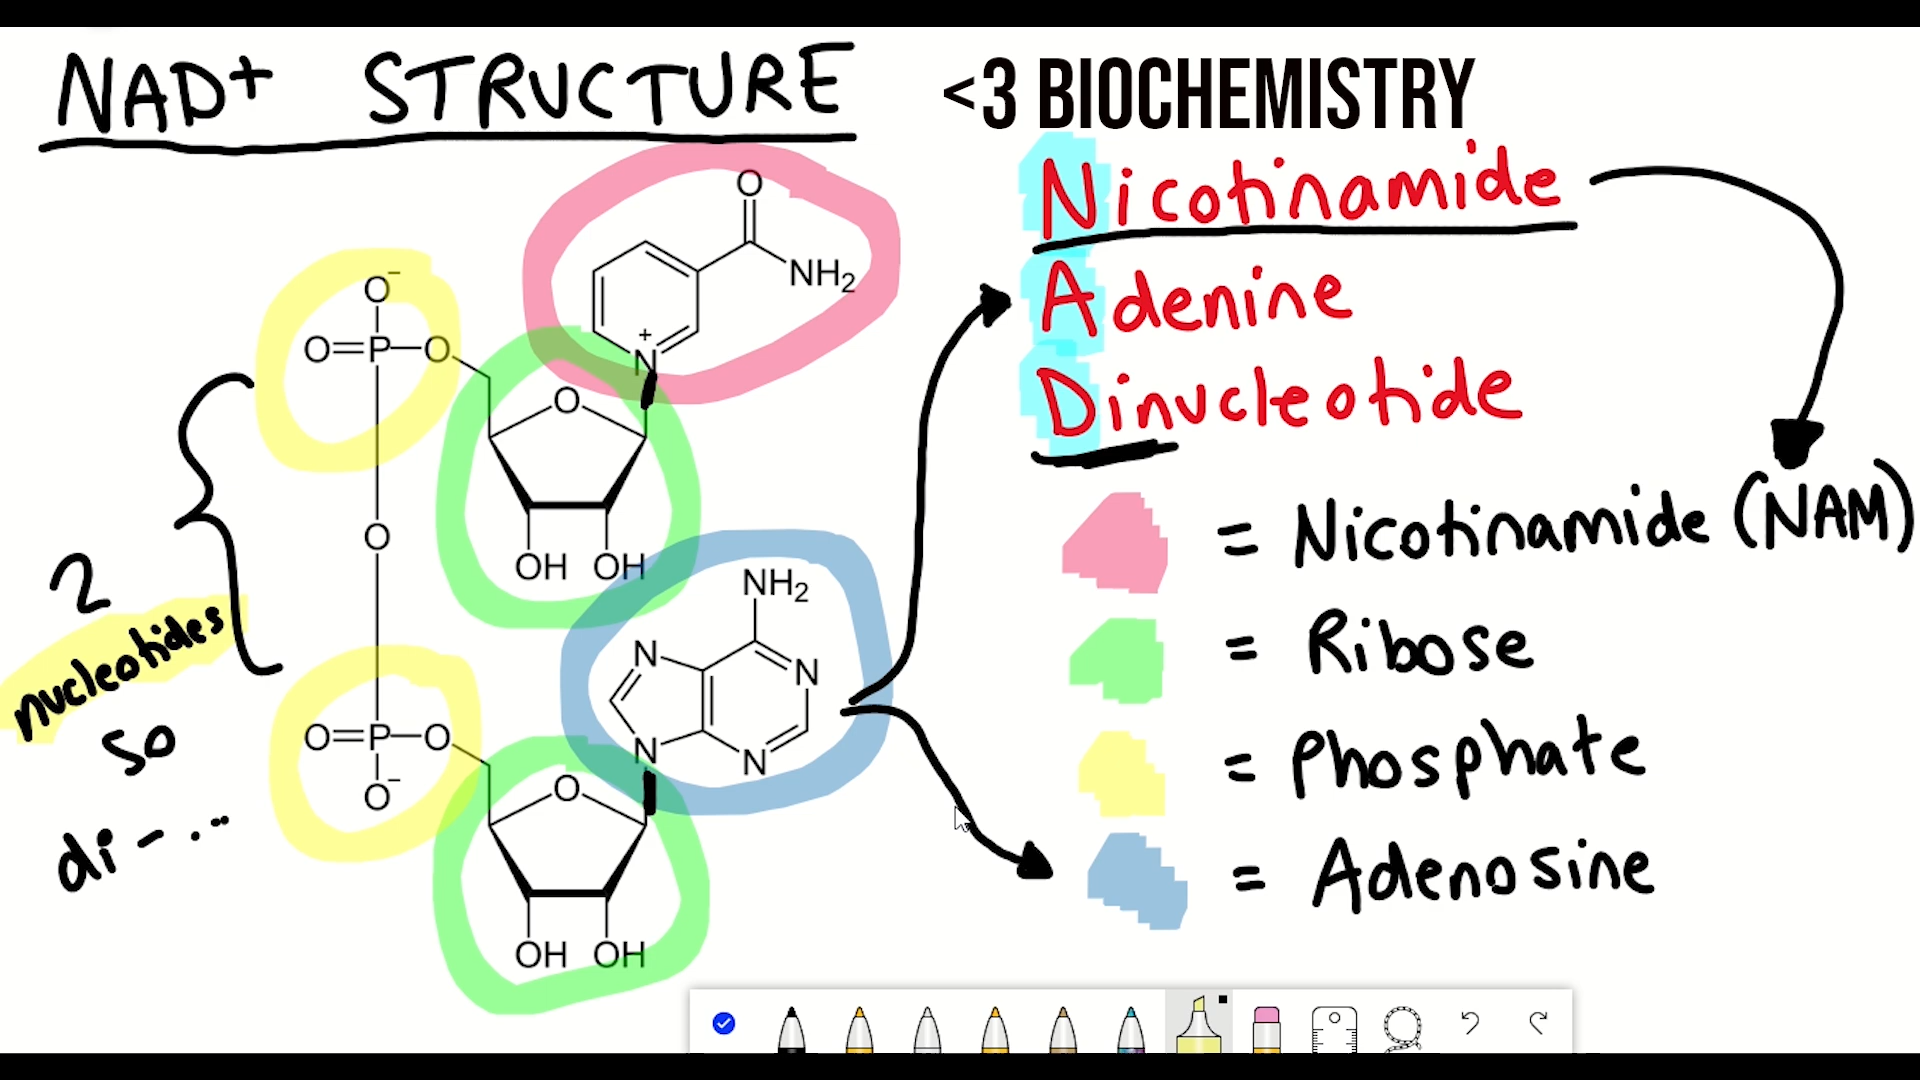 NAD+ STRUCTURE
<3 BIOCHEMISTRY
Nicotinamide
Adenine
Dinucleotide
= Nicotinamide (NAM)
= Ribose
= Phosphate
= Adenosine
2
nucleotides
so
di-...
O
NH2
N+
O-
O=P-O
O
OH OH
O
NH2
N
N
N
N
O=P-O
O-
O
OH OH